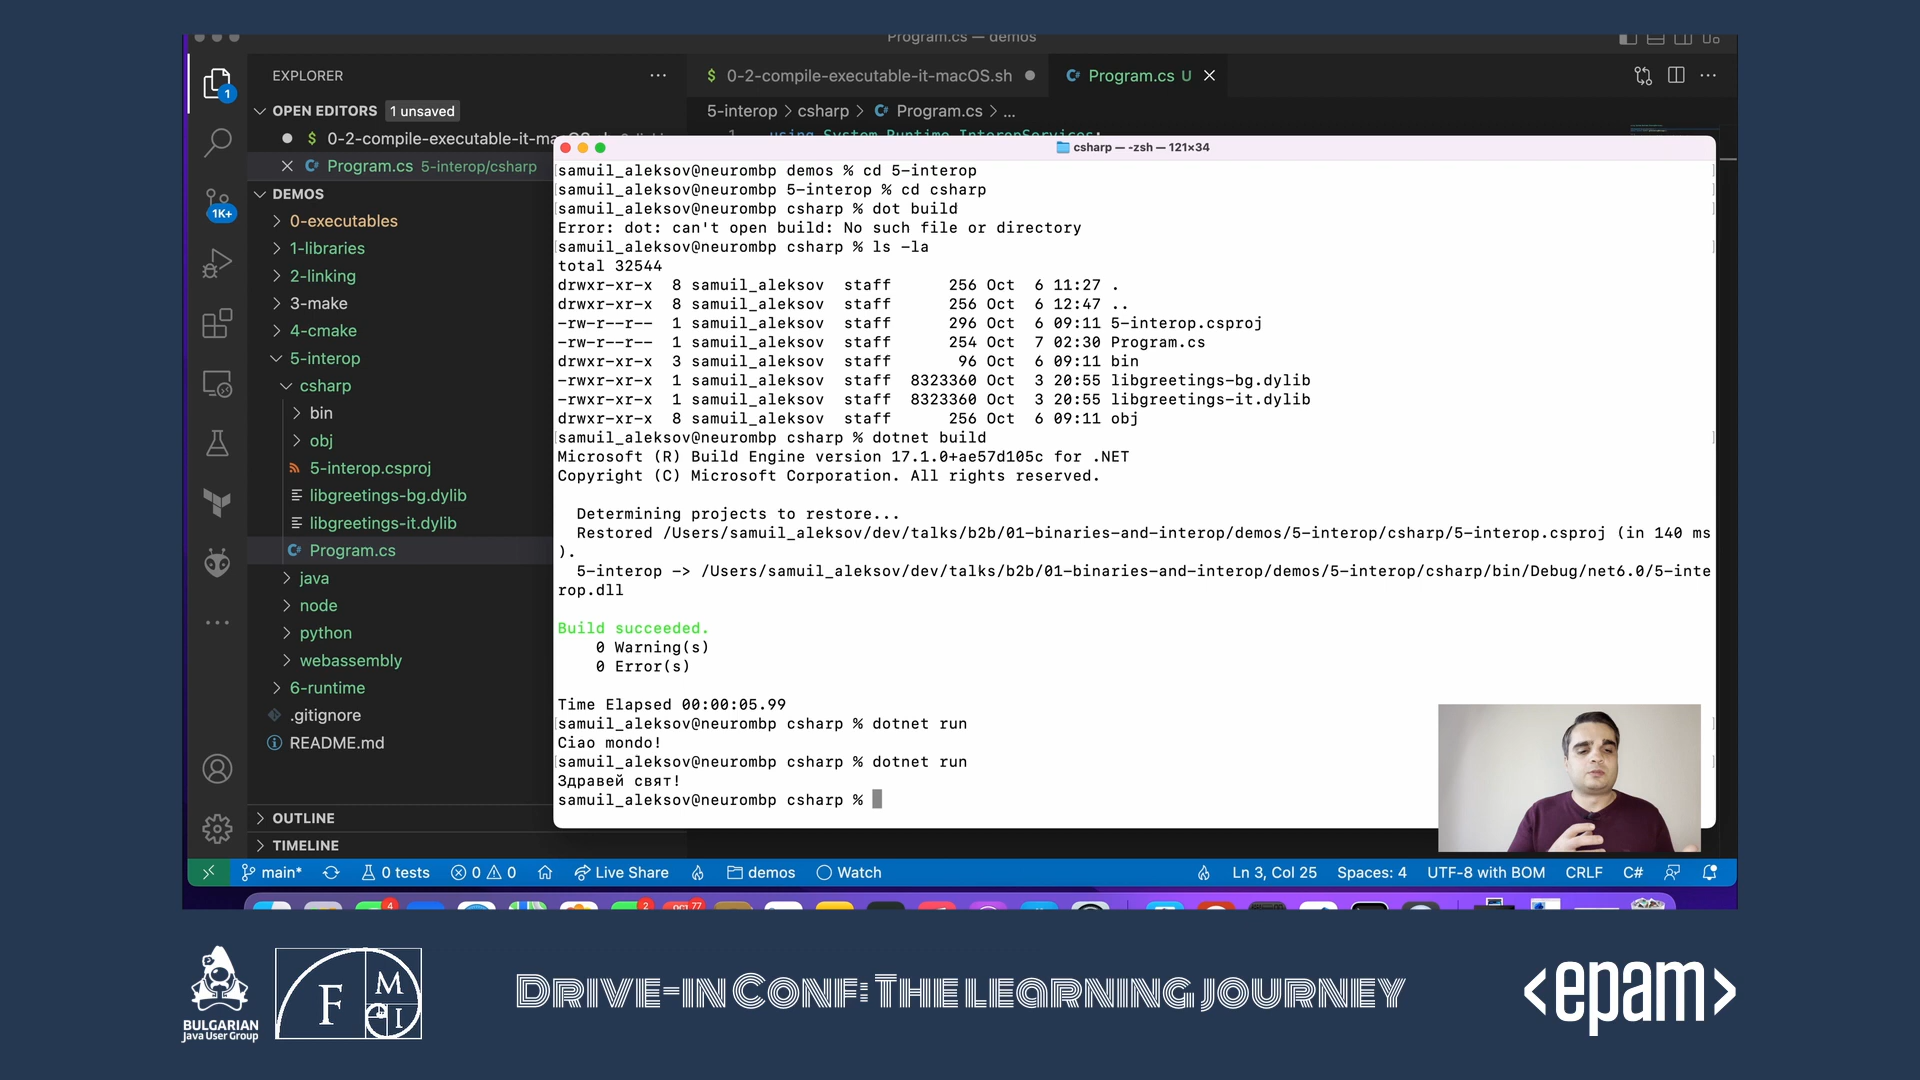 Program.cs — demos
EXPLORER
0-2-compile-executable-it-macOS.sh
Program.cs U
OPEN EDITORS 1 unsaved
5-interop > csharp > Program.cs > ...
0-2-compile-executable-it-mac
1 using System.Runtime.InteropServices;
Program.cs 5-interop/csharp
DEMOS
0-executables
1-libraries
2-linking
3-make
4-cmake
5-interop
csharp
bin
obj
5-interop.csproj
libgreetings-bg.dylib
libgreetings-it.dylib
Program.cs
java
node
python
webassembly
6-runtime
.gitignore
README.md
OUTLINE
TIMELINE
1
1K+
csharp — -zsh — 121×34
samuil_aleksov@neurombp demos % cd 5-interop
samuil_aleksov@neurombp 5-interop % cd csharp
samuil_aleksov@neurombp csharp % dot build
Error: dot: can't open build: No such file or directory
samuil_aleksov@neurombp csharp % ls -la
total 32544
drwxr-xr-x 8 samuil_aleksov staff 256 Oct 6 11:27 .
drwxr-xr-x 8 samuil_aleksov staff 256 Oct 6 12:47 ..
-rw-r--r-- 1 samuil_aleksov staff 296 Oct 6 09:11 5-interop.csproj
-rw-r--r-- 1 samuil_aleksov staff 254 Oct 7 02:30 Program.cs
drwxr-xr-x 3 samuil_aleksov staff 96 Oct 6 09:11 bin
-rwxr-xr-x 1 samuil_aleksov staff 8323360 Oct 3 20:55 libgreetings-bg.dylib
-rwxr-xr-x 1 samuil_aleksov staff 8323360 Oct 3 20:55 libgreetings-it.dylib
drwxr-xr-x 8 samuil_aleksov staff 256 Oct 6 09:11 obj
samuil_aleksov@neurombp csharp % dotnet build
Microsoft (R) Build Engine version 17.1.0+ae57d105c for .NET
Copyright (C) Microsoft Corporation. All rights reserved.
Determining projects to restore...
Restored /Users/samuil_aleksov/dev/talks/b2b/01-binaries-and-interop/demos/5-interop/csharp/5-interop.csproj (in 140 ms
).
5-interop -> /Users/samuil_aleksov/dev/talks/b2b/01-binaries-and-interop/demos/5-interop/csharp/bin/Debug/net6.0/5-inte
rop.dll
Build succeeded.
0 Warning(s)
0 Error(s)
Time Elapsed 00:00:05.99
samuil_aleksov@neurombp csharp % dotnet run
Ciao mondo!
samuil_aleksov@neurombp csharp % dotnet run
Здравей свят!
samuil_aleksov@neurombp csharp %
main* 0 tests 0 0 Live Share demos Watch Ln 3, Col 25 Spaces: 4 UTF-8 with BOM CRLF C#
4 2 77
BULGARIAN
Java User Group
F M I
DRIVE-IN CONF: THE LEARNING JOURNEY
<epam>